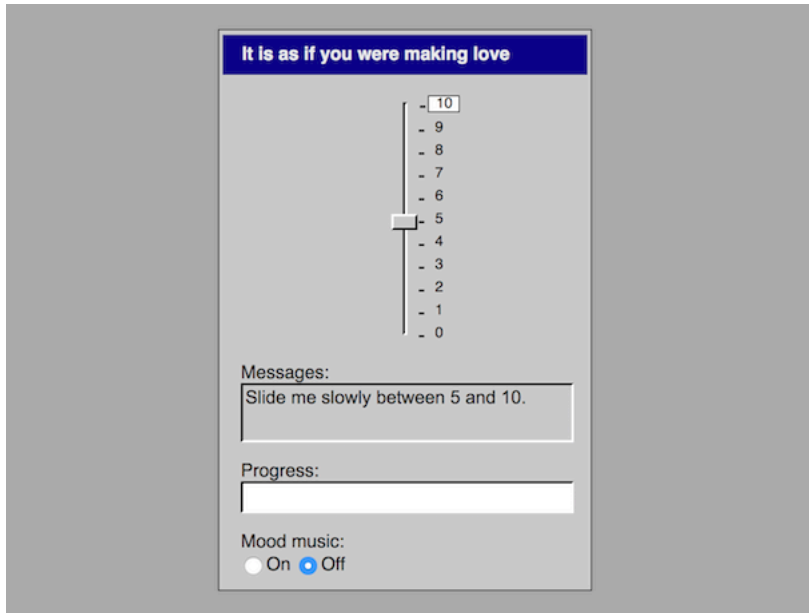 It is as if you were making love
10
9
8
7
6
5
4
3
2
1
0
Messages:
Slide me slowly between 5 and 10.
Progress:
Mood music:
On Off